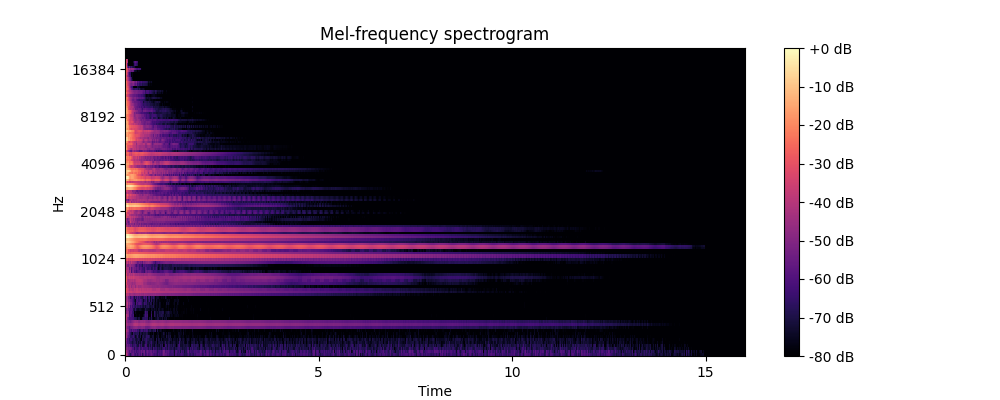 Mel-frequency spectrogram
Hz
16384
8192
4096
2048
1024
512
0
0 5 10 15
Time
+0 dB
-10 dB
-20 dB
-30 dB
-40 dB
-50 dB
-60 dB
-70 dB
-80 dB